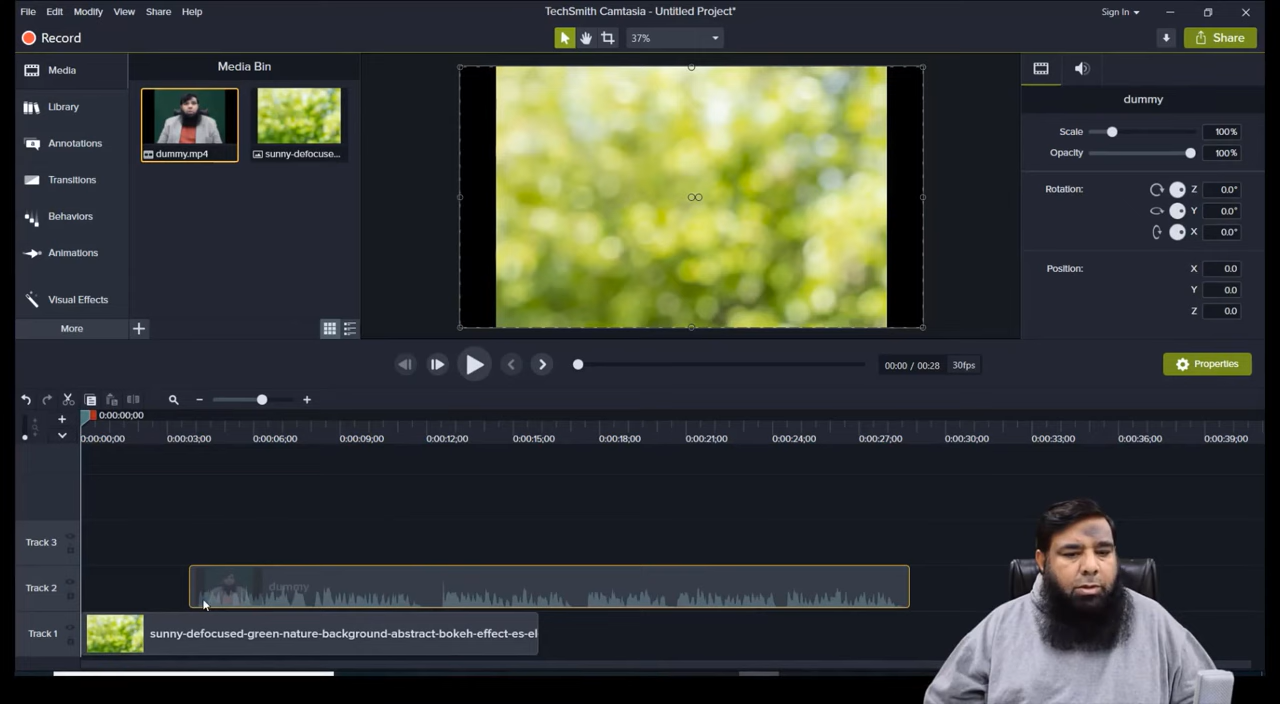 File Edit Modify View Share Help
TechSmith Camtasia - Untitled Project*
Sign In
Record
37%
Share
Media
Library
Annotations
Transitions
Behaviors
Animations
Visual Effects
More
Media Bin
dummy.mp4
sunny-defocuse...
dummy
Scale 100%
Opacity 100%
Rotation: Z 0.0°
Y 0.0°
X 0.0°
Position: X 0.0
Y 0.0
Z 0.0
00:00 / 00:28 30fps
Properties
0:00:00;00
0:00:00;00 0:00:03;00 0:00:06;00 0:00:09;00 0:00:12;00 0:00:15;00 0:00:18;00 0:00:21;00 0:00:24;00 0:00:27;00 0:00:30;00 0:00:33;00 0:00:36;00 0:00:39;00
Track 3
Track 2
dummy
Track 1
sunny-defocused-green-nature-background-abstract-bokeh-effect-es-el